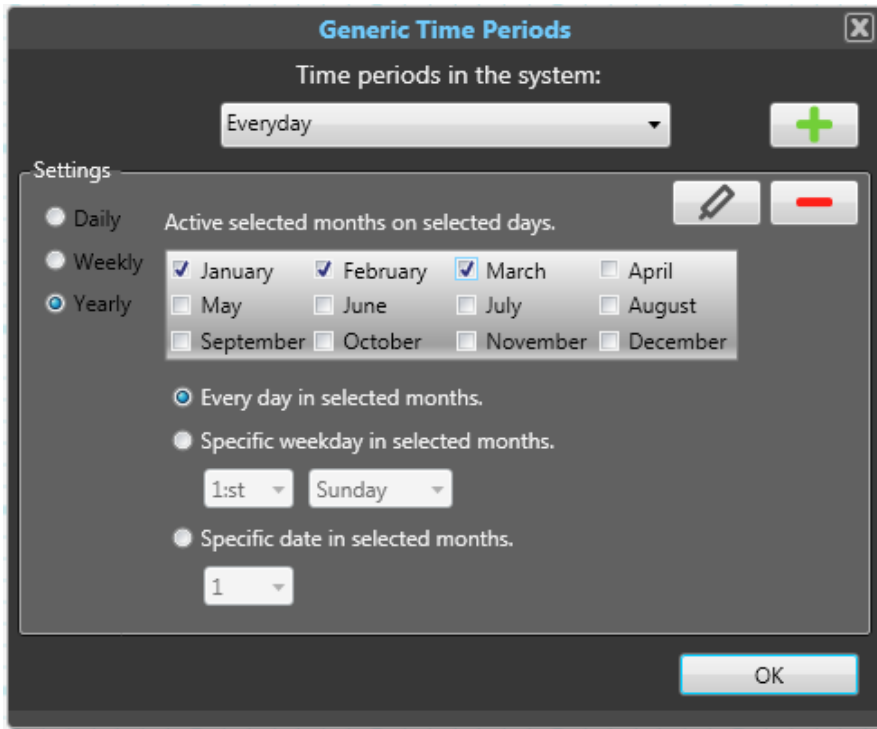 Generic Time Periods
Time periods in the system:
Everyday
Settings
Daily
Active selected months on selected days.
Weekly
January February March April
Yearly
May June July August
September October November December
Every day in selected months.
Specific weekday in selected months.
1:st Sunday
Specific date in selected months.
1
OK